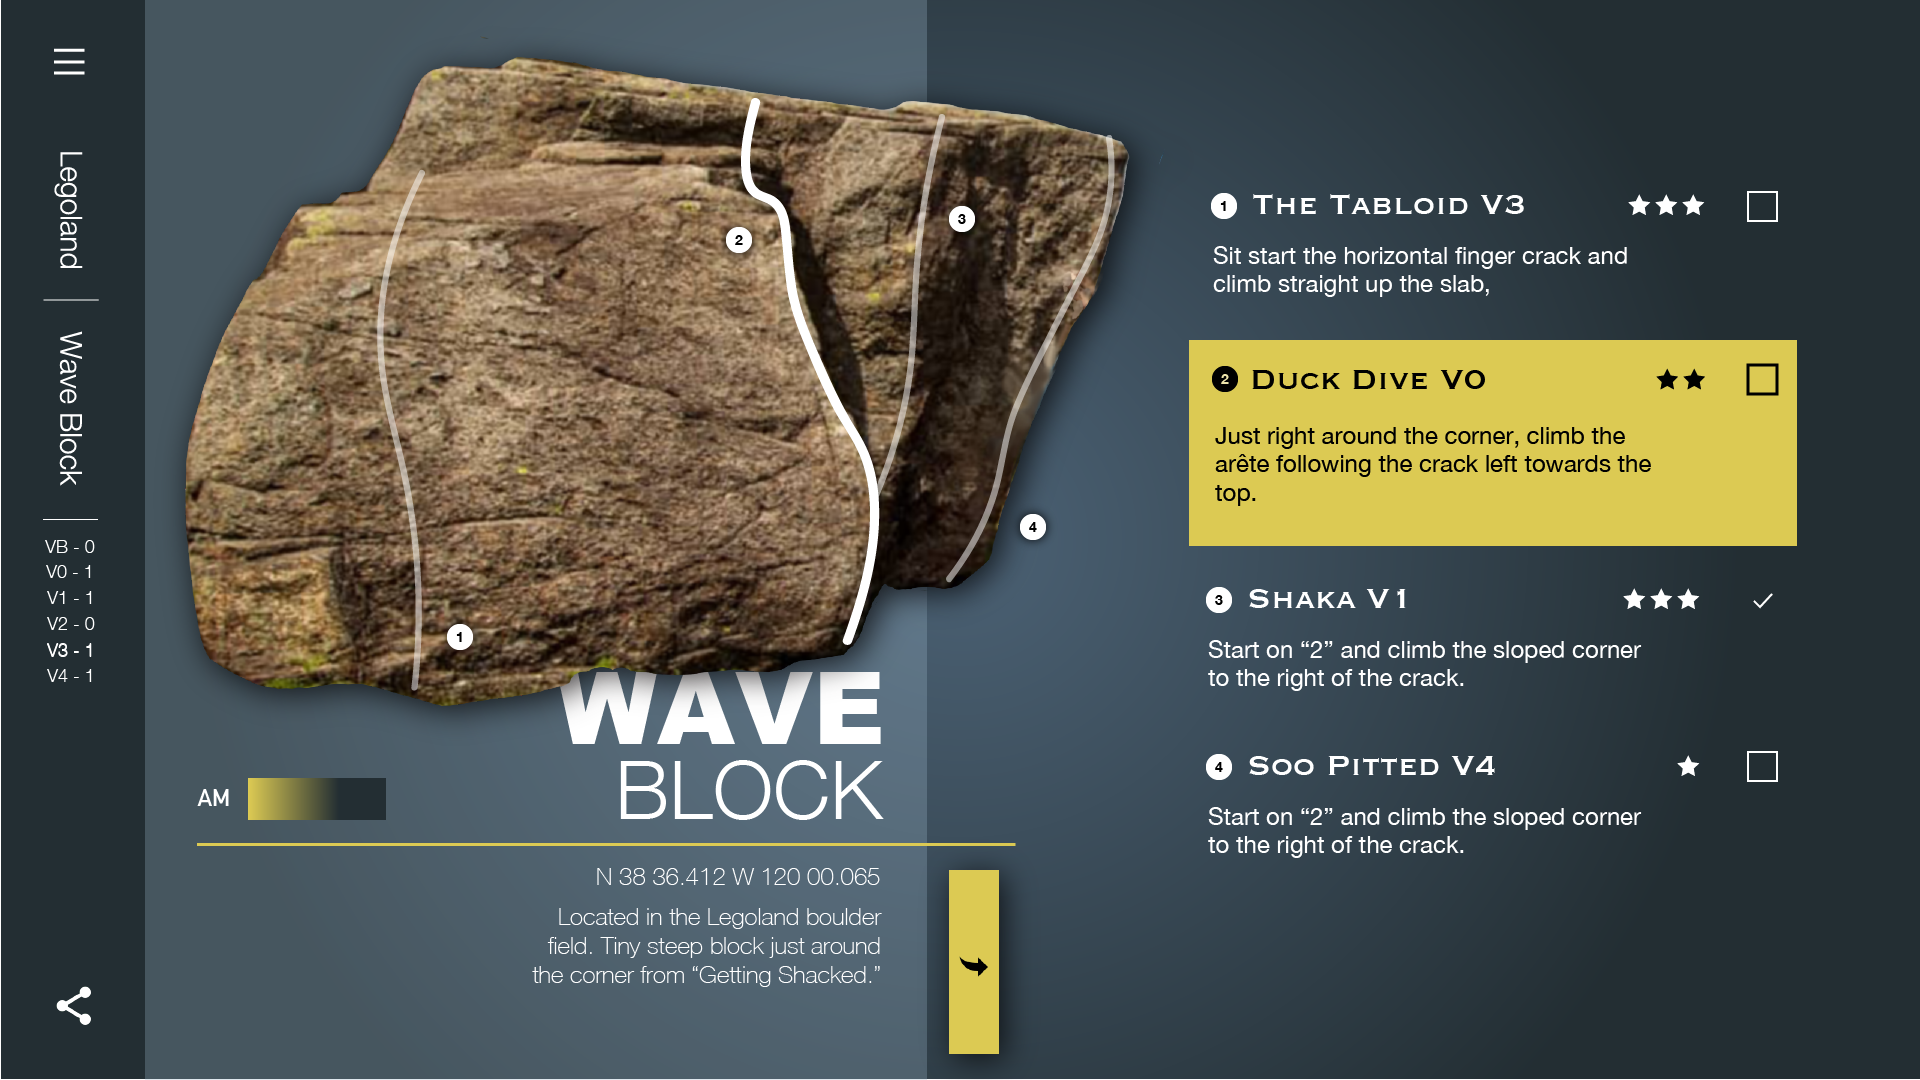 Legoland
Wave Block
VB - 0
V0 - 1
V1 - 1
V2 - 0
V3 - 1
V4 - 1
2
3
4
1
WAVE
BLOCK
AM
N 38 36.412 W 120 00.065
Located in the Legoland boulder
field. Tiny steep block just around
the corner from “Getting Shacked.”
1 The Tabloid V3
Sit start the horizontal finger crack and
climb straight up the slab,
2 Duck Dive V0
Just right around the corner, climb the
arête following the crack left towards the
top.
3 Shaka V1
Start on “2” and climb the sloped corner
to the right of the crack.
4 Soo Pitted V4
Start on “2” and climb the sloped corner
to the right of the crack.